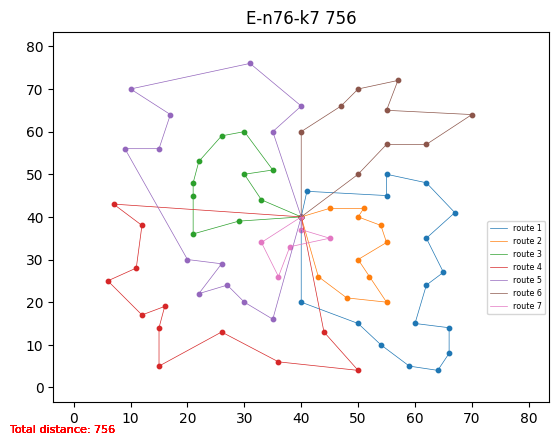 E-n76-k7 756
80
70
60
50
40
30
20
10
0
route 1
route 2
route 3
route 4
route 5
route 6
route 7
0 10 20 30 40 50 60 70 80
Total distance: 756